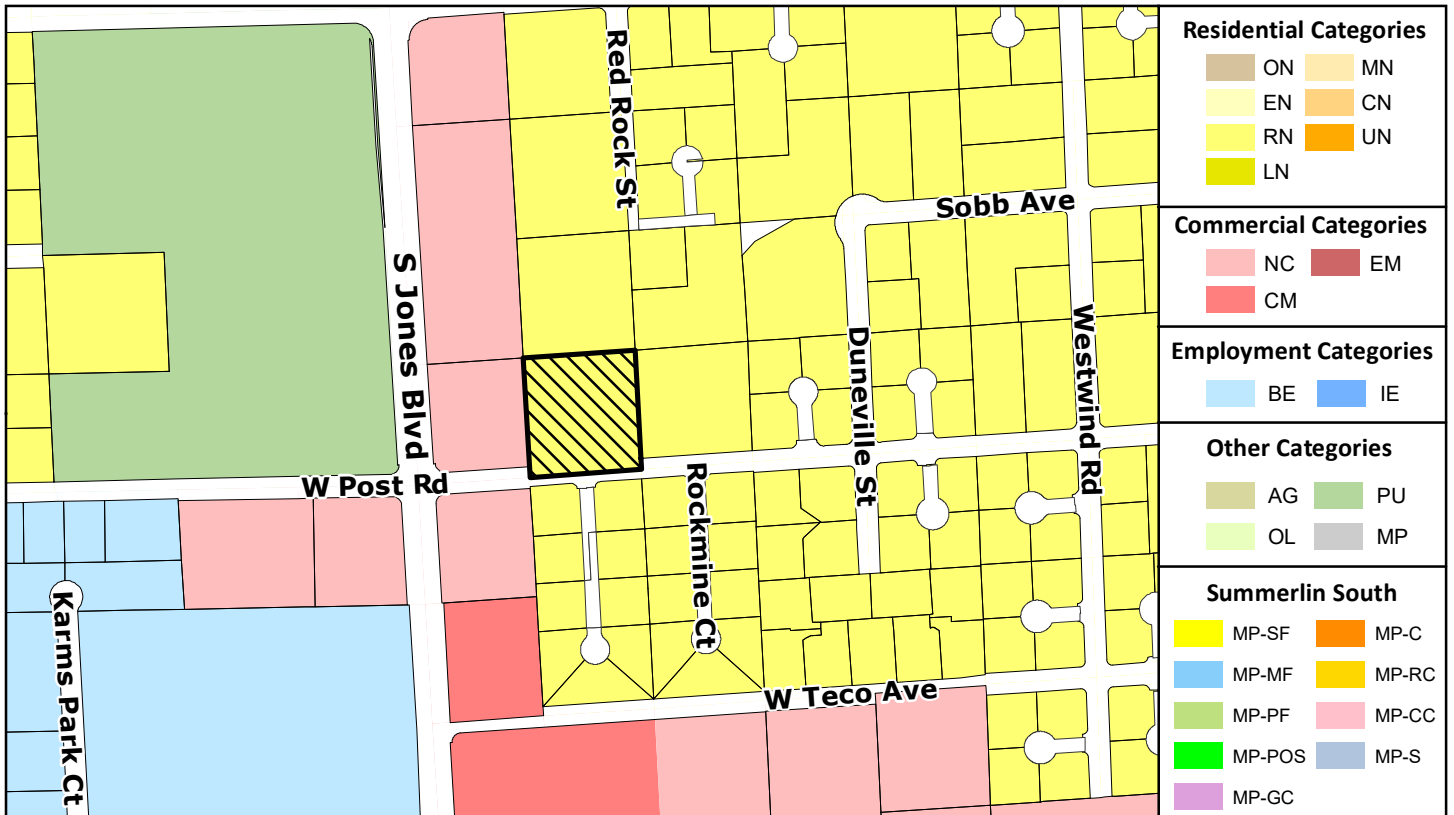 Red Rock St
Sobb Ave
S Jones Blvd
Duneville St
Westwind Rd
W Post Rd
Rockmine Ct
Karms Park Ct
W Teco Ave
Residential Categories
ON MN
EN CN
RN UN
LN
Commercial Categories
NC EM
CM
Employment Categories
BE IE
Other Categories
AG PU
OL MP
Summerlin South
MP-SF MP-C
MP-MF MP-RC
MP-PF MP-CC
MP-POS MP-S
MP-GC